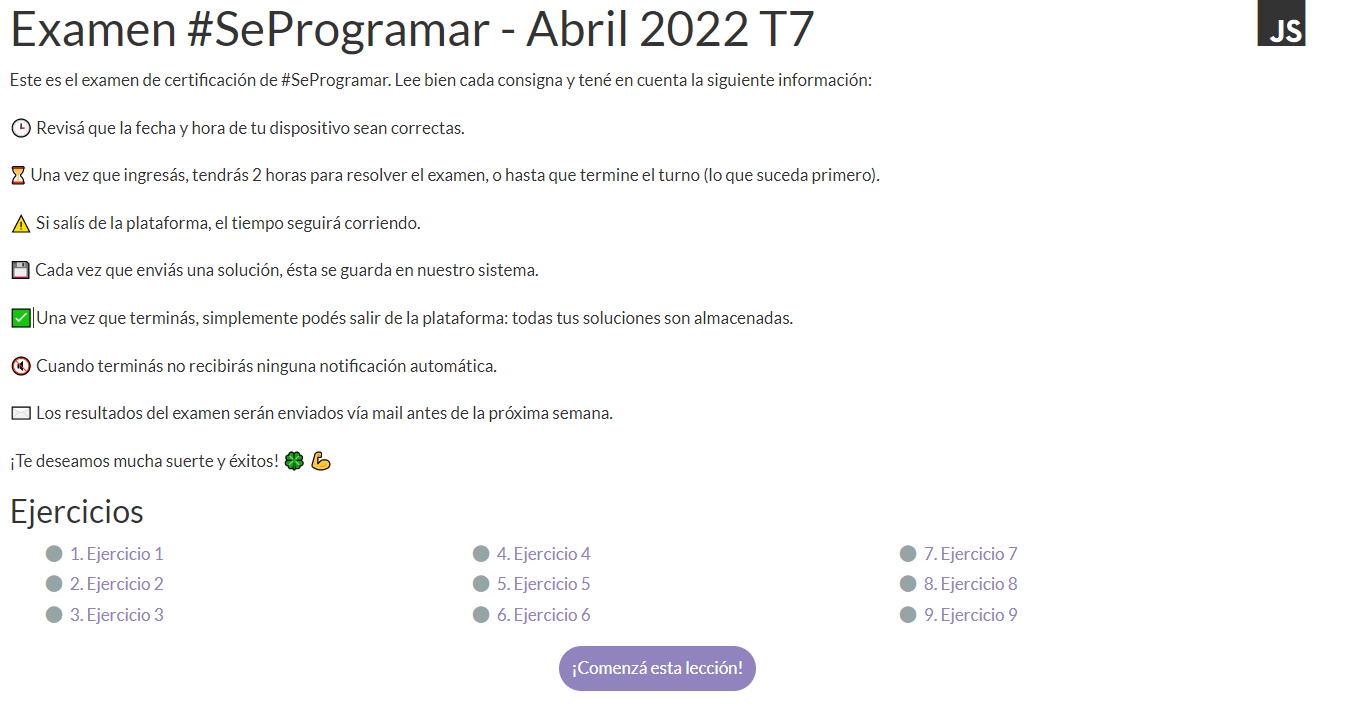 Examen #SeProgramar - Abril 2022 T7
JS
Este es el examen de certificación de #SeProgramar. Lee bien cada consigna y tené en cuenta la siguiente información:
🕒 Revisá que la fecha y hora de tu dispositivo sean correctas.
⌛ Una vez que ingresás, tendrás 2 horas para resolver el examen, o hasta que termine el turno (lo que suceda primero).
⚠️ Si salís de la plataforma, el tiempo seguirá corriendo.
💾 Cada vez que enviás una solución, ésta se guarda en nuestro sistema.
✅ Una vez que terminás, simplemente podés salir de la plataforma: todas tus soluciones son almacenadas.
🔇 Cuando terminás no recibirás ninguna notificación automática.
✉️ Los resultados del examen serán enviados vía mail antes de la próxima semana.
¡Te deseamos mucha suerte y éxitos! 🍀 💪
Ejercicios
1. Ejercicio 1
2. Ejercicio 2
3. Ejercicio 3
4. Ejercicio 4
5. Ejercicio 5
6. Ejercicio 6
7. Ejercicio 7
8. Ejercicio 8
9. Ejercicio 9
¡Comenzá esta lección!